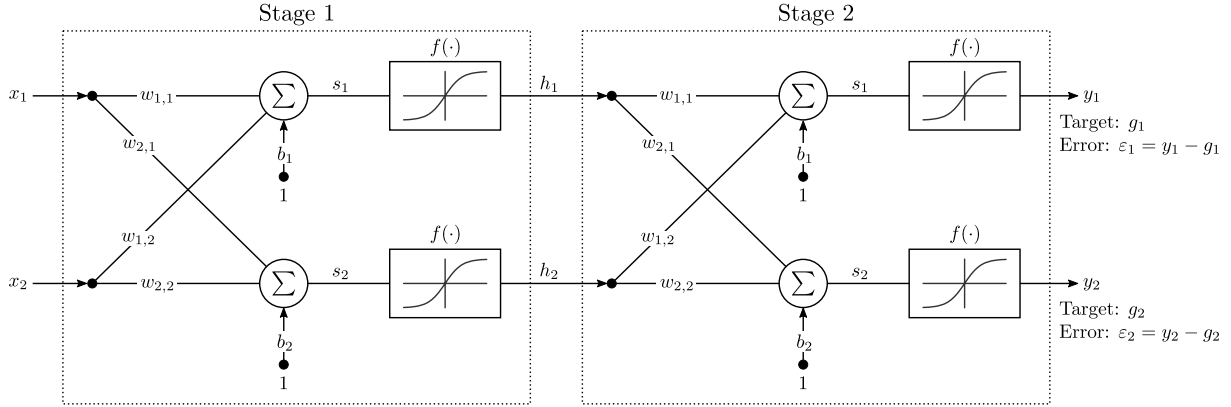 Stage 1
Stage 2
f(·)
f(·)
x₁
w₁,₁
∑
s₁
h₁
w₁,₁
∑
s₁
y₁
Target: g₁
Error: ε₁ = y₁ − g₁
w₂,₁
b₁
1
w₂,₁
b₁
1
f(·)
f(·)
w₁,₂
w₁,₂
x₂
w₂,₂
∑
s₂
h₂
w₂,₂
∑
s₂
y₂
Target: g₂
Error: ε₂ = y₂ − g₂
b₂
1
b₂
1